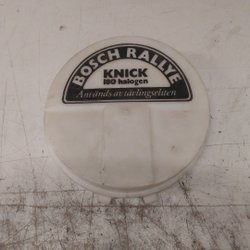 BOSCH RALLYE
KNICK
180 halogen
Används av tävlingseliten